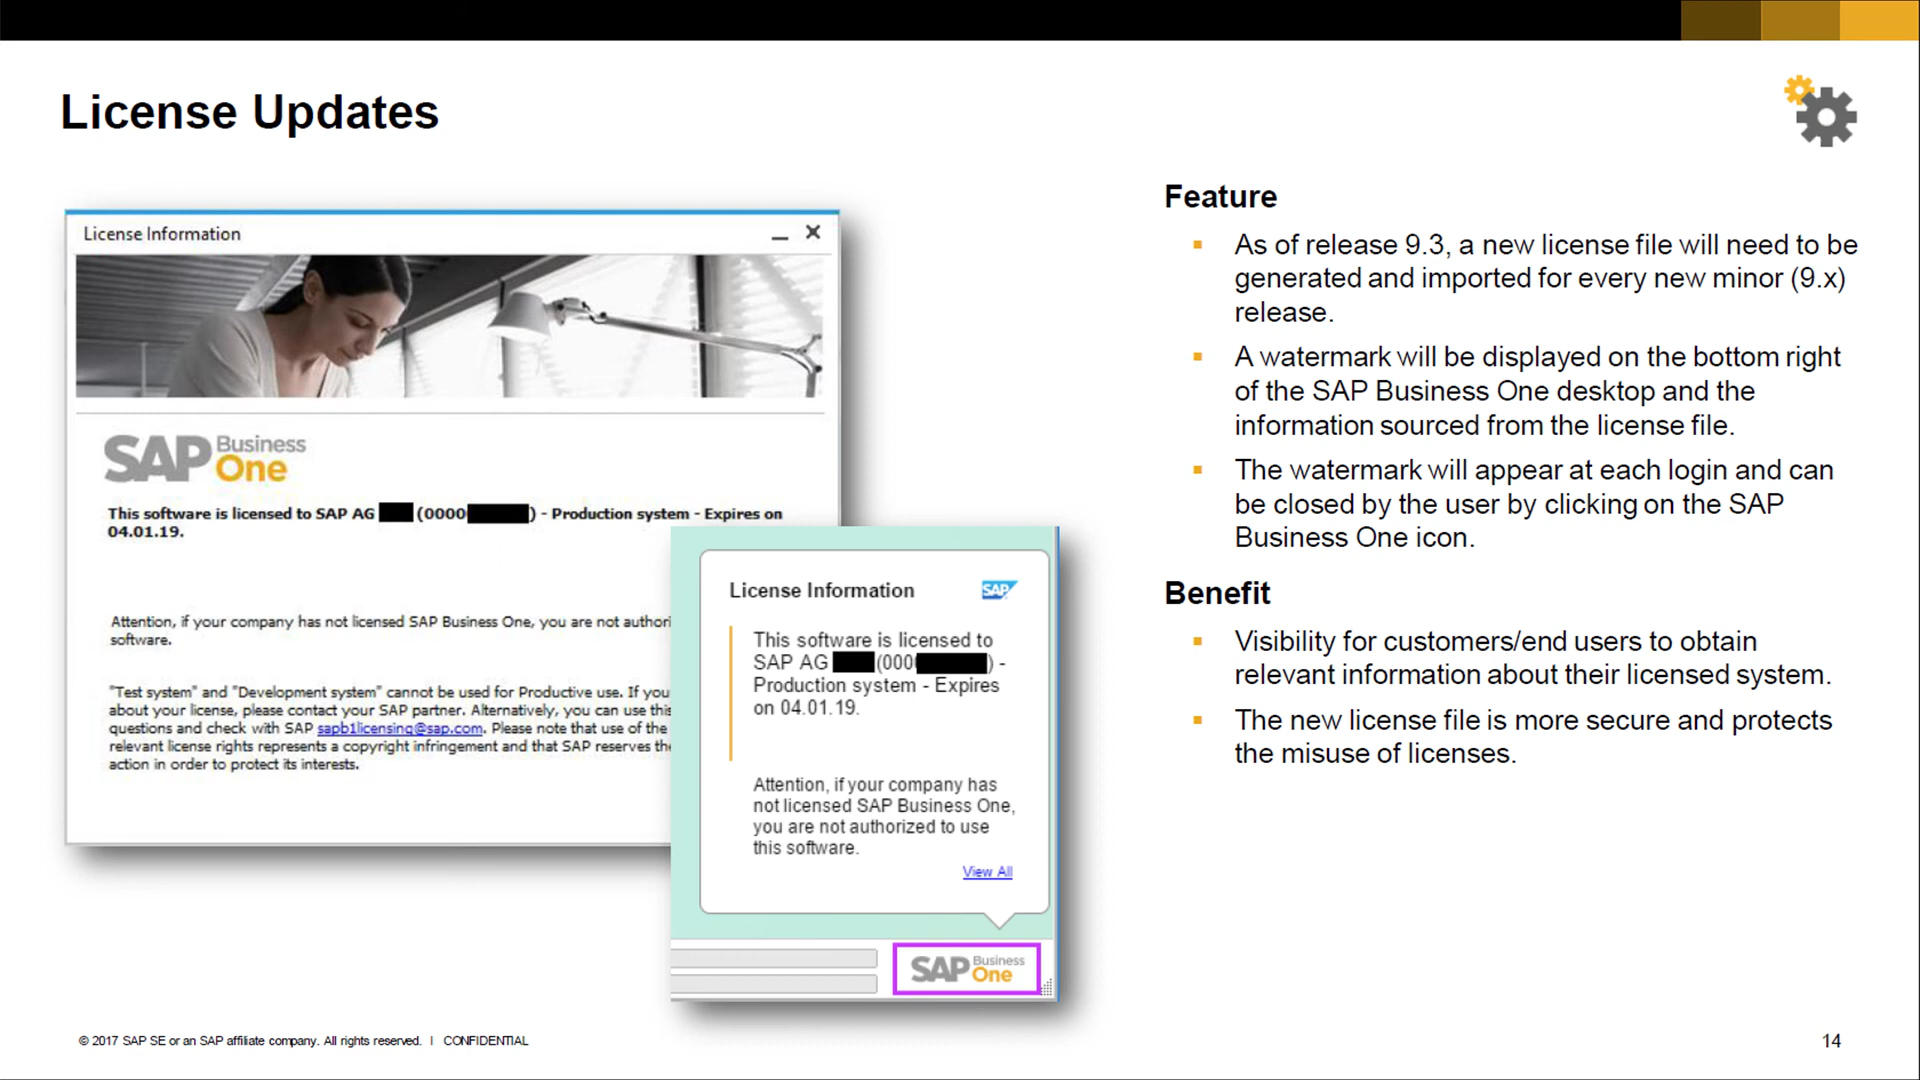 License Updates
License Information
SAP Business One
This software is licensed to SAP AG (0000 ) - Production system - Expires on
04.01.19.
Attention, if your company has not licensed SAP Business One, you are not authori
software.
"Test system" and "Development system" cannot be used for Productive use. If you
about your license, please contact your SAP partner. Alternatively, you can use this
questions and check with SAP sapb1licensing@sap.com. Please note that use of the
relevant license rights represents a copyright infringement and that SAP reserves the
action in order to protect its interests.
License Information SAP
This software is licensed to
SAP AG (000 ) -
Production system - Expires
on 04.01.19.
Attention, if your company has
not licensed SAP Business One,
you are not authorized to use
this software.
View All
SAP Business One
Feature
▪ As of release 9.3, a new license file will need to be
generated and imported for every new minor (9.x)
release.
▪ A watermark will be displayed on the bottom right
of the SAP Business One desktop and the
information sourced from the license file.
▪ The watermark will appear at each login and can
be closed by the user by clicking on the SAP
Business One icon.
Benefit
▪ Visibility for customers/end users to obtain
relevant information about their licensed system.
▪ The new license file is more secure and protects
the misuse of licenses.
© 2017 SAP SE or an SAP affiliate company. All rights reserved. I CONFIDENTIAL
14